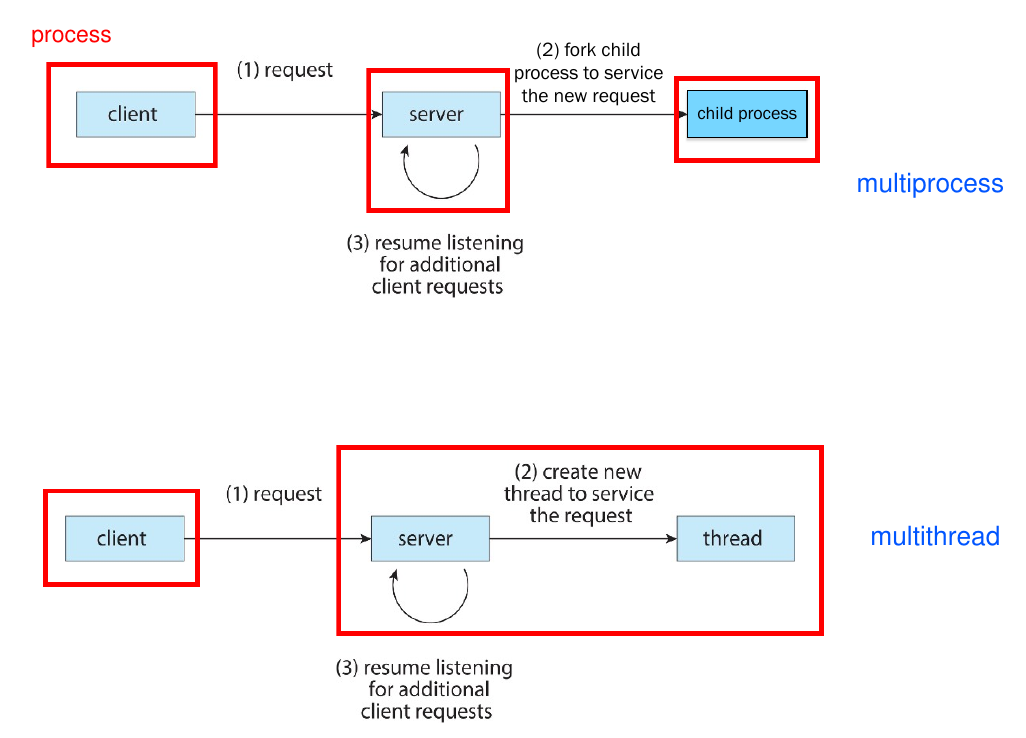 process
(1) request
(2) fork child
process to service
the new request
client
server
child process
multiprocess
(3) resume listening
for additional
client requests
(1) request
(2) create new
thread to service
the request
client
server
thread
multithread
(3) resume listening
for additional
client requests